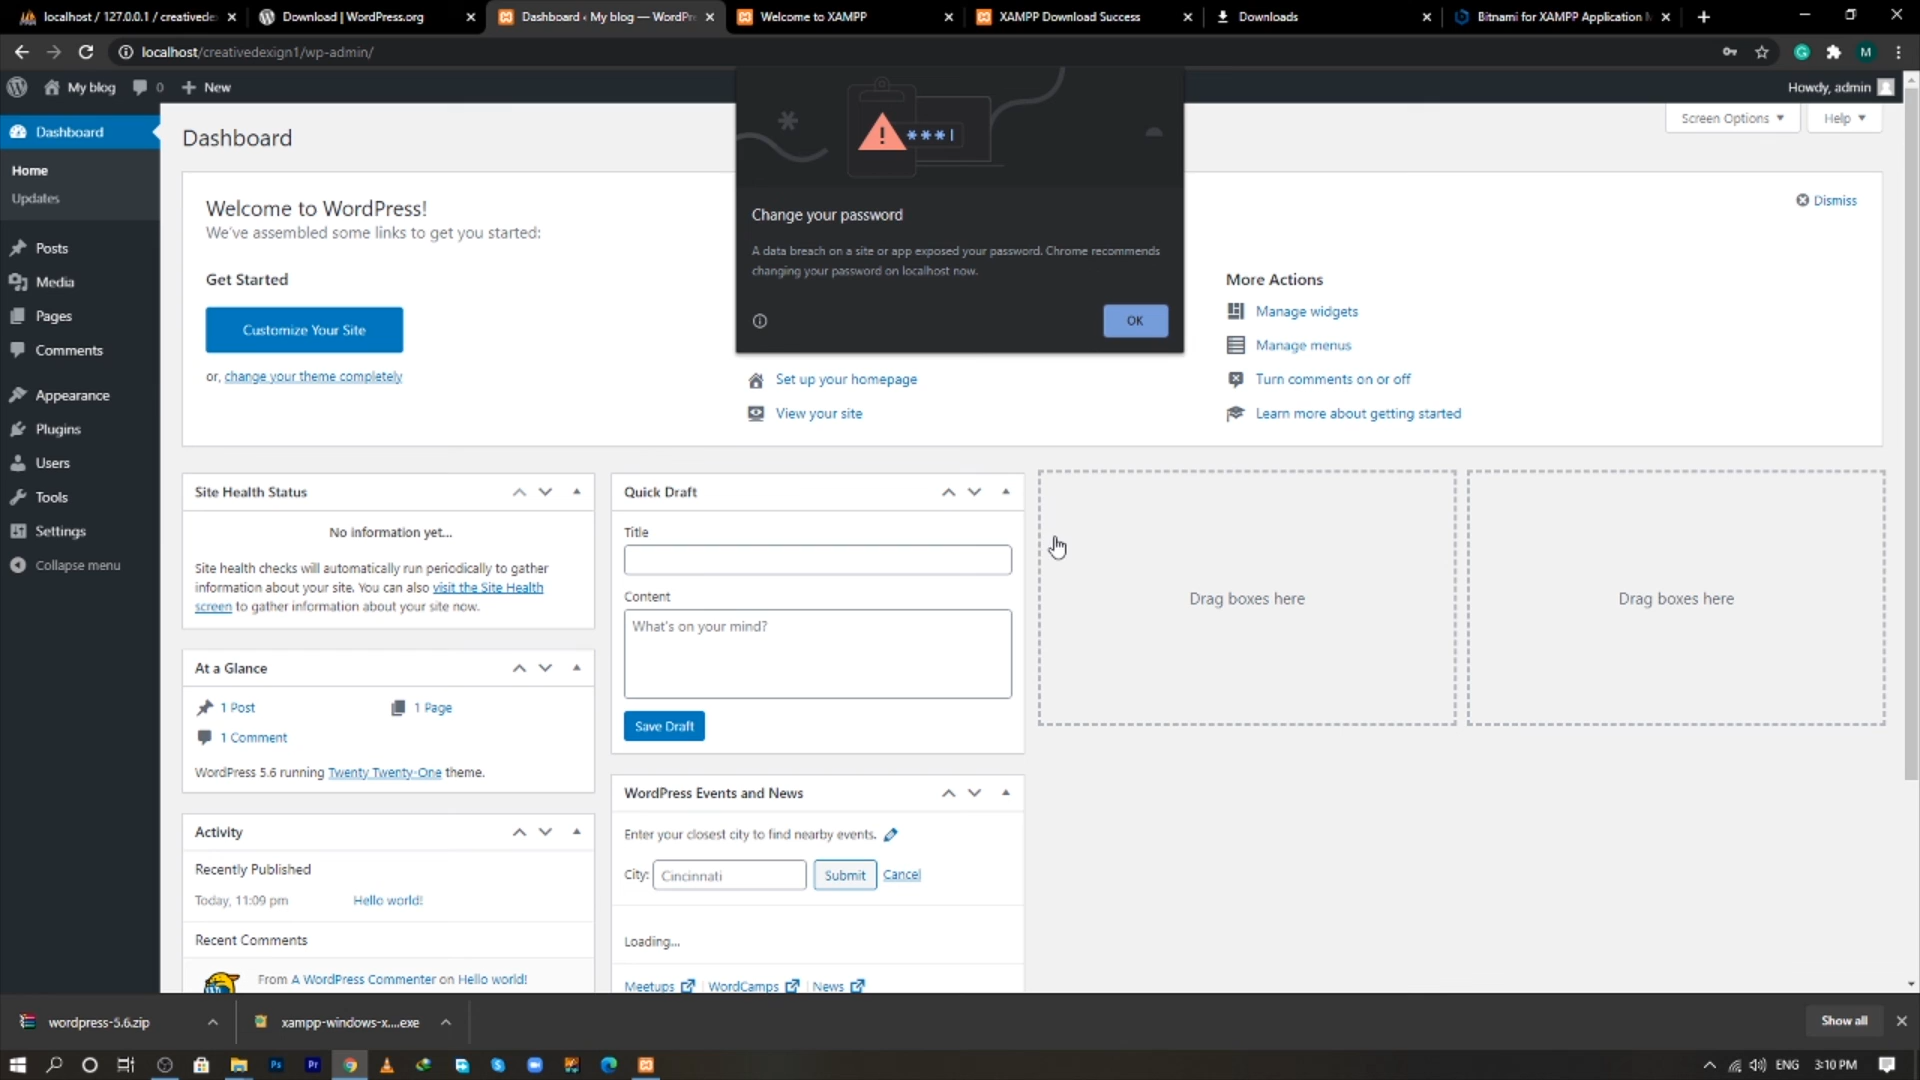 localhost / 127.0.0.1 / creativede
Download | WordPress.org
Dashboard ‹ My blog — WordPr
Welcome to XAMPP
XAMPP Download Success
Downloads
Bitnami for XAMPP Application
localhost/creativedexign1/wp-admin/
M
My blog
0
New
Howdy, admin
Dashboard
Home
Updates
Posts
Media
Pages
Comments
Appearance
Plugins
Users
Tools
Settings
Collapse menu
Dashboard
Screen Options
Help
Welcome to WordPress!
We've assembled some links to get you started:
Dismiss
Get Started
Customize Your Site
or, change your theme completely
***|
Change your password
A data breach on a site or app exposed your password. Chrome recommends
changing your password on localhost now.
OK
Set up your homepage
View your site
More Actions
Manage widgets
Manage menus
Turn comments on or off
Learn more about getting started
Site Health Status
No information yet...
Site health checks will automatically run periodically to gather
information about your site. You can also visit the Site Health
screen to gather information about your site now.
At a Glance
1 Post
1 Page
1 Comment
WordPress 5.6 running Twenty Twenty-One theme.
Activity
Recently Published
Today, 11:09 pm
Hello world!
Recent Comments
From A WordPress Commenter on Hello world!
Quick Draft
Title
Content
What's on your mind?
Save Draft
WordPress Events and News
Enter your closest city to find nearby events.
City: Cincinnati
Submit
Cancel
Loading...
Meetups | WordCamps | News
Drag boxes here
Drag boxes here
wordpress-5.6.zip
xampp-windows-x....exe
Show all
Ps
Pr
ENG
3:10 PM